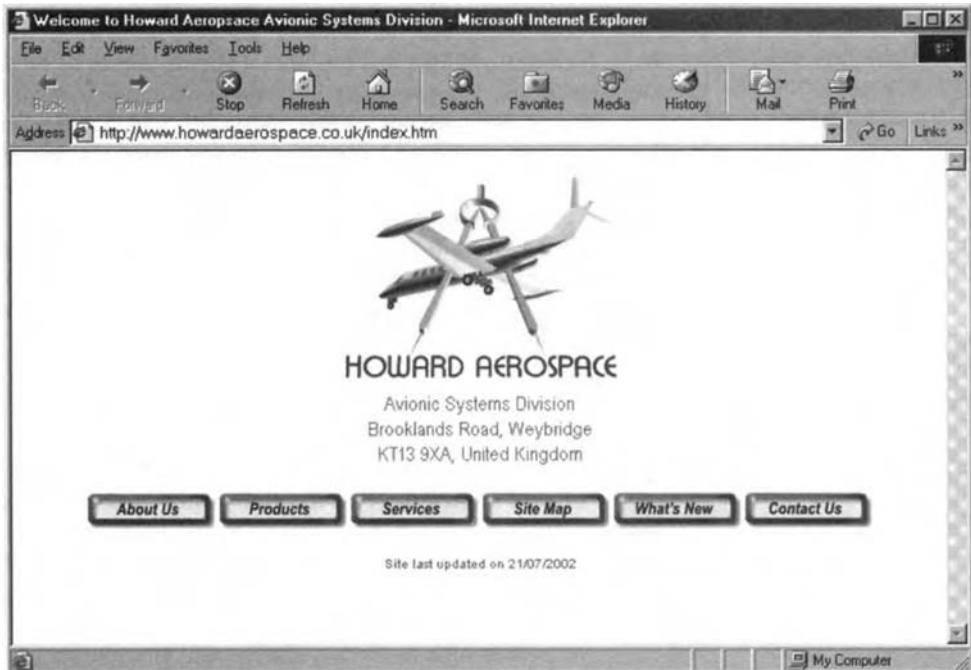 Welcome to Howard Aeropsace Avionic Systems Division - Microsoft Internet Explorer
File Edit View Favorites Tools Help
Back Forward Stop Refresh Home Search Favorites Media History Mail Print »
Address http://www.howardaerospace.co.uk/index.htm Go Links »
HOWARD AEROSPACE
Avionic Systems Division
Brooklands Road, Weybridge
KT13 9XA, United Kingdom
About Us Products Services Site Map What's New Contact Us
Site last updated on 21/07/2002
My Computer